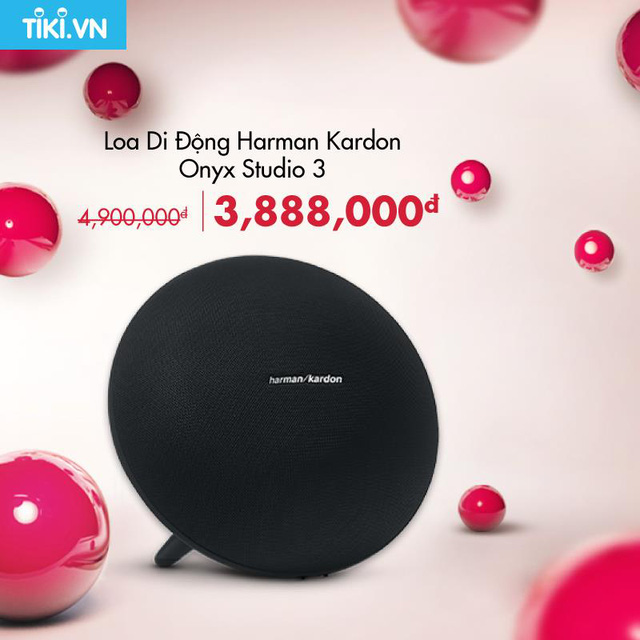 TiKi.VN
Loa Di Động Harman Kardon
Onyx Studio 3
4,900,000đ 3,888,000đ
harman/kardon